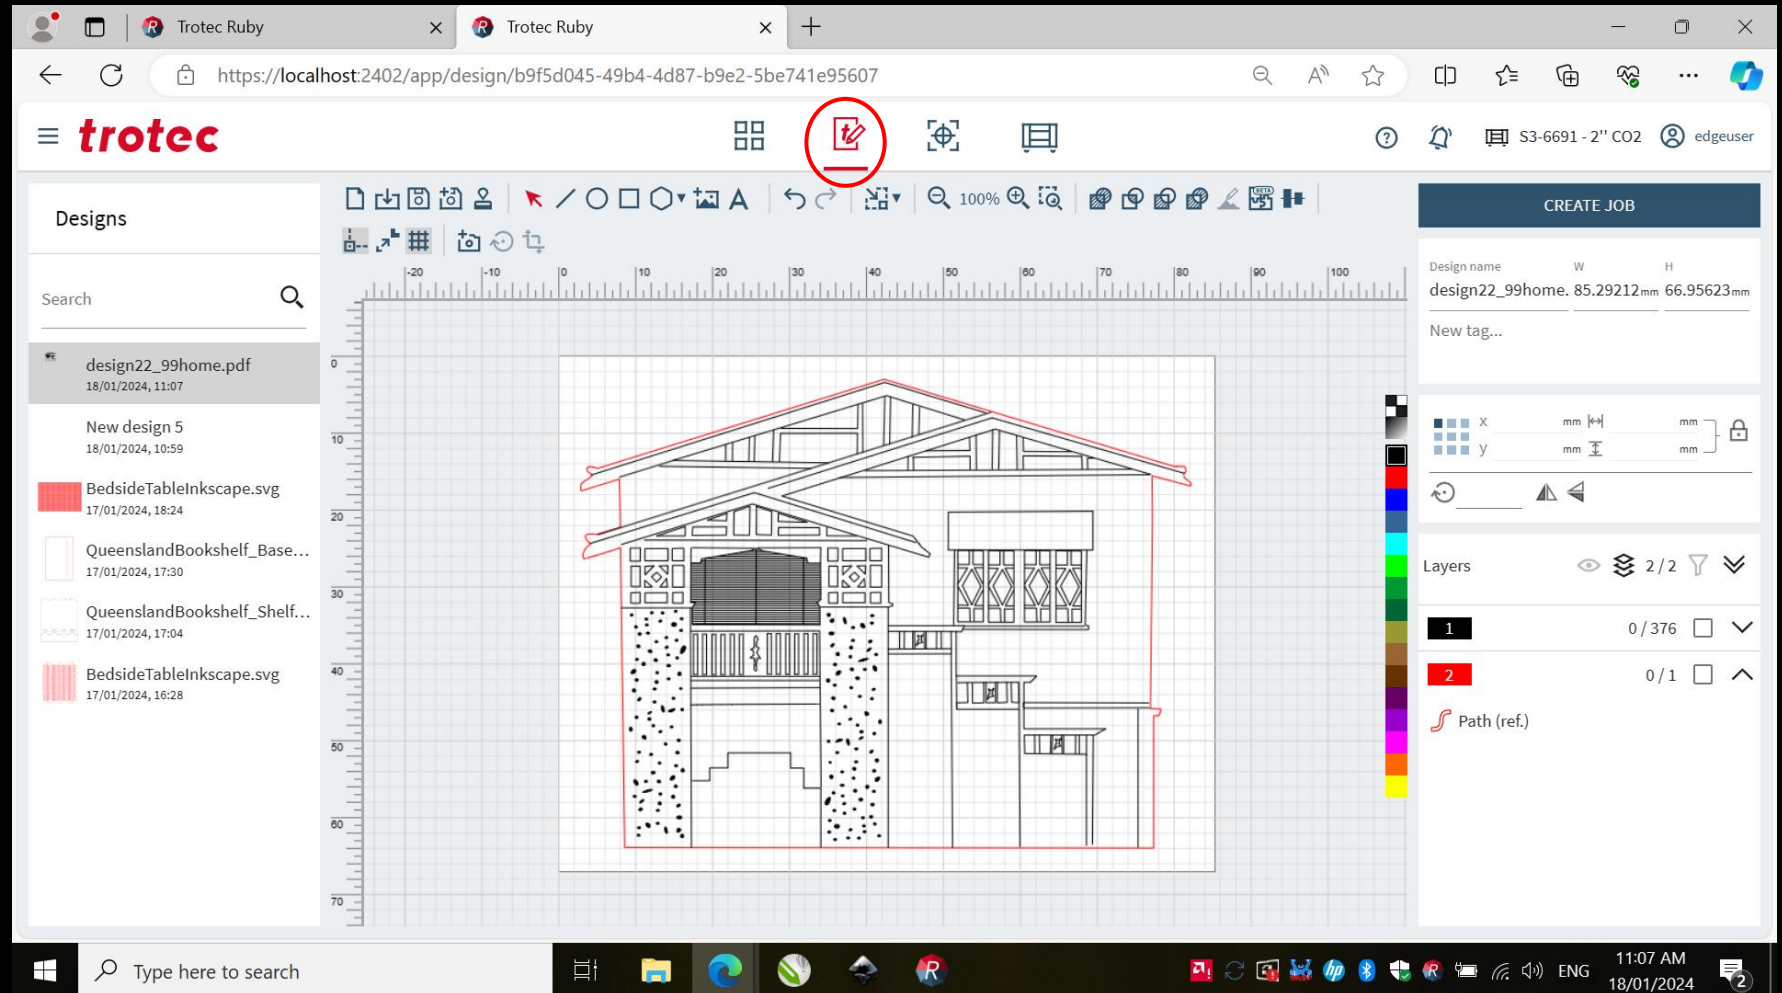 Trotec Ruby
Trotec Ruby
https://localhost:2402/app/design/b9f5d045-49b4-4d87-b9e2-5be741e95607
trotec
S3-6691 - 2'' CO2
edgeuser
Designs
Search
design22_99home.pdf
18/01/2024, 11:07
New design 5
18/01/2024, 10:59
BedsideTableInkscape.svg
17/01/2024, 18:24
QueenslandBookshelf_Base...
17/01/2024, 17:30
QueenslandBookshelf_Shelf...
17/01/2024, 17:04
BedsideTableInkscape.svg
17/01/2024, 16:28
100%
BETA
-20 -10 0 10 20 30 40 50 60 70 80 90 100
0
10
20
30
40
50
60
70
CREATE JOB
Design name W H
design22_99home. 85.29212mm 66.95623mm
New tag...
x mm mm
y mm mm
Layers 2/2
1 0/376
2 0/1
Path (ref.)
Type here to search
ENG
11:07 AM
18/01/2024
2